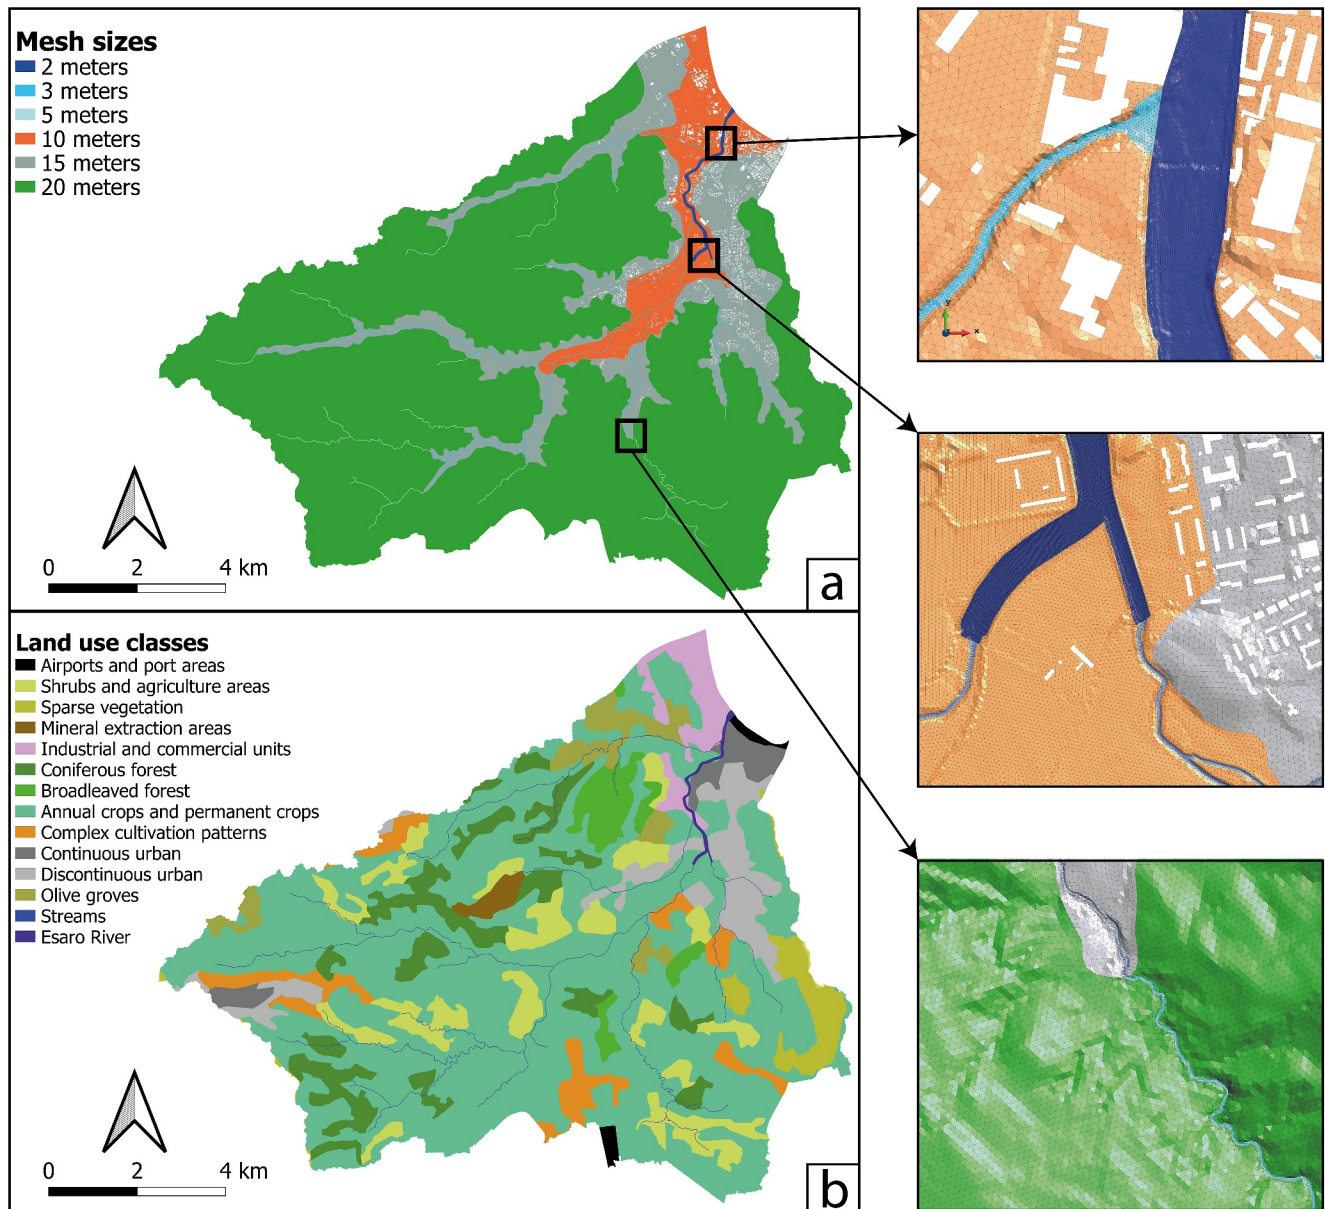 Mesh sizes
2 meters
3 meters
5 meters
10 meters
15 meters
20 meters
0 2 4 km
a
Land use classes
Airports and port areas
Shrubs and agriculture areas
Sparse vegetation
Mineral extraction areas
Industrial and commercial units
Coniferous forest
Broadleaved forest
Annual crops and permanent crops
Complex cultivation patterns
Continuous urban
Discontinuous urban
Olive groves
Streams
Esaro River
0 2 4 km
b
Y
x